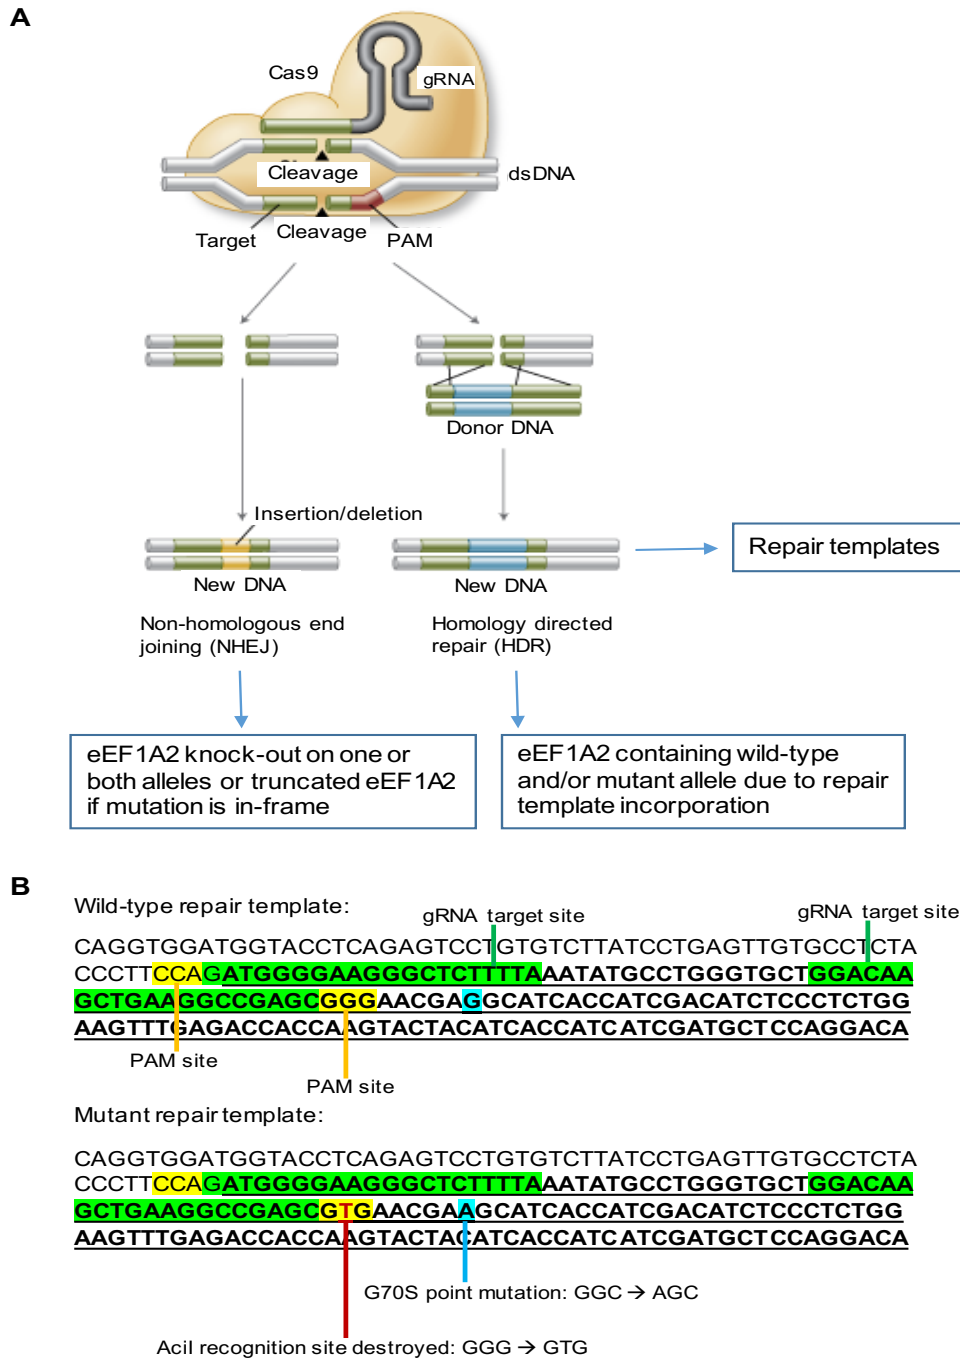 A
Cas9
gRNA
Cleavage
dsDNA
Target
Cleavage
PAM
Donor DNA
Insertion/deletion
New DNA
New DNA
Repair templates
Non-homologous end
joining (NHEJ)
Homology directed
repair (HDR)
eEF1A2 knock-out on one or
both alleles or truncated eEF1A2
if mutation is in-frame
eEF1A2 containing wild-type
and/or mutant allele due to repair
template incorporation
B
Wild-type repair template:
gRNA target site
gRNA target site
CAGGTGGATGGTACCTCAGAGTCCTGTGTCTTATCCTGAGTTGTGCCTCTA
CCCTTCCAGATGGGGAAGGGCTCTTTTAAATATGCCTGGGTGCTGGACAA
GCTGAAGGCCGAGCGGGAACGAGGCATCACCATCGACATCTCCCTCTGG
AAGTTTGAGACCACCAAGTACTACATCACCATCATCGATGCTCCAGGACA
PAM site
PAM site
Mutant repair template:
CAGGTGGATGGTACCTCAGAGTCCTGTGTCTTATCCTGAGTTGTGCCTCTA
CCCTTCCAGATGGGGAAGGGCTCTTTTAAATATGCCTGGGTGCTGGACAA
GCTGAAGGCCGAGCGTGAACGAAGCATCACCATCGACATCTCCCTCTGG
AAGTTTGAGACCACCAAGTACTACATCACCATCATCGATGCTCCAGGACA
G70S point mutation: GGC → AGC
AciI recognition site destroyed: GGG → GTG